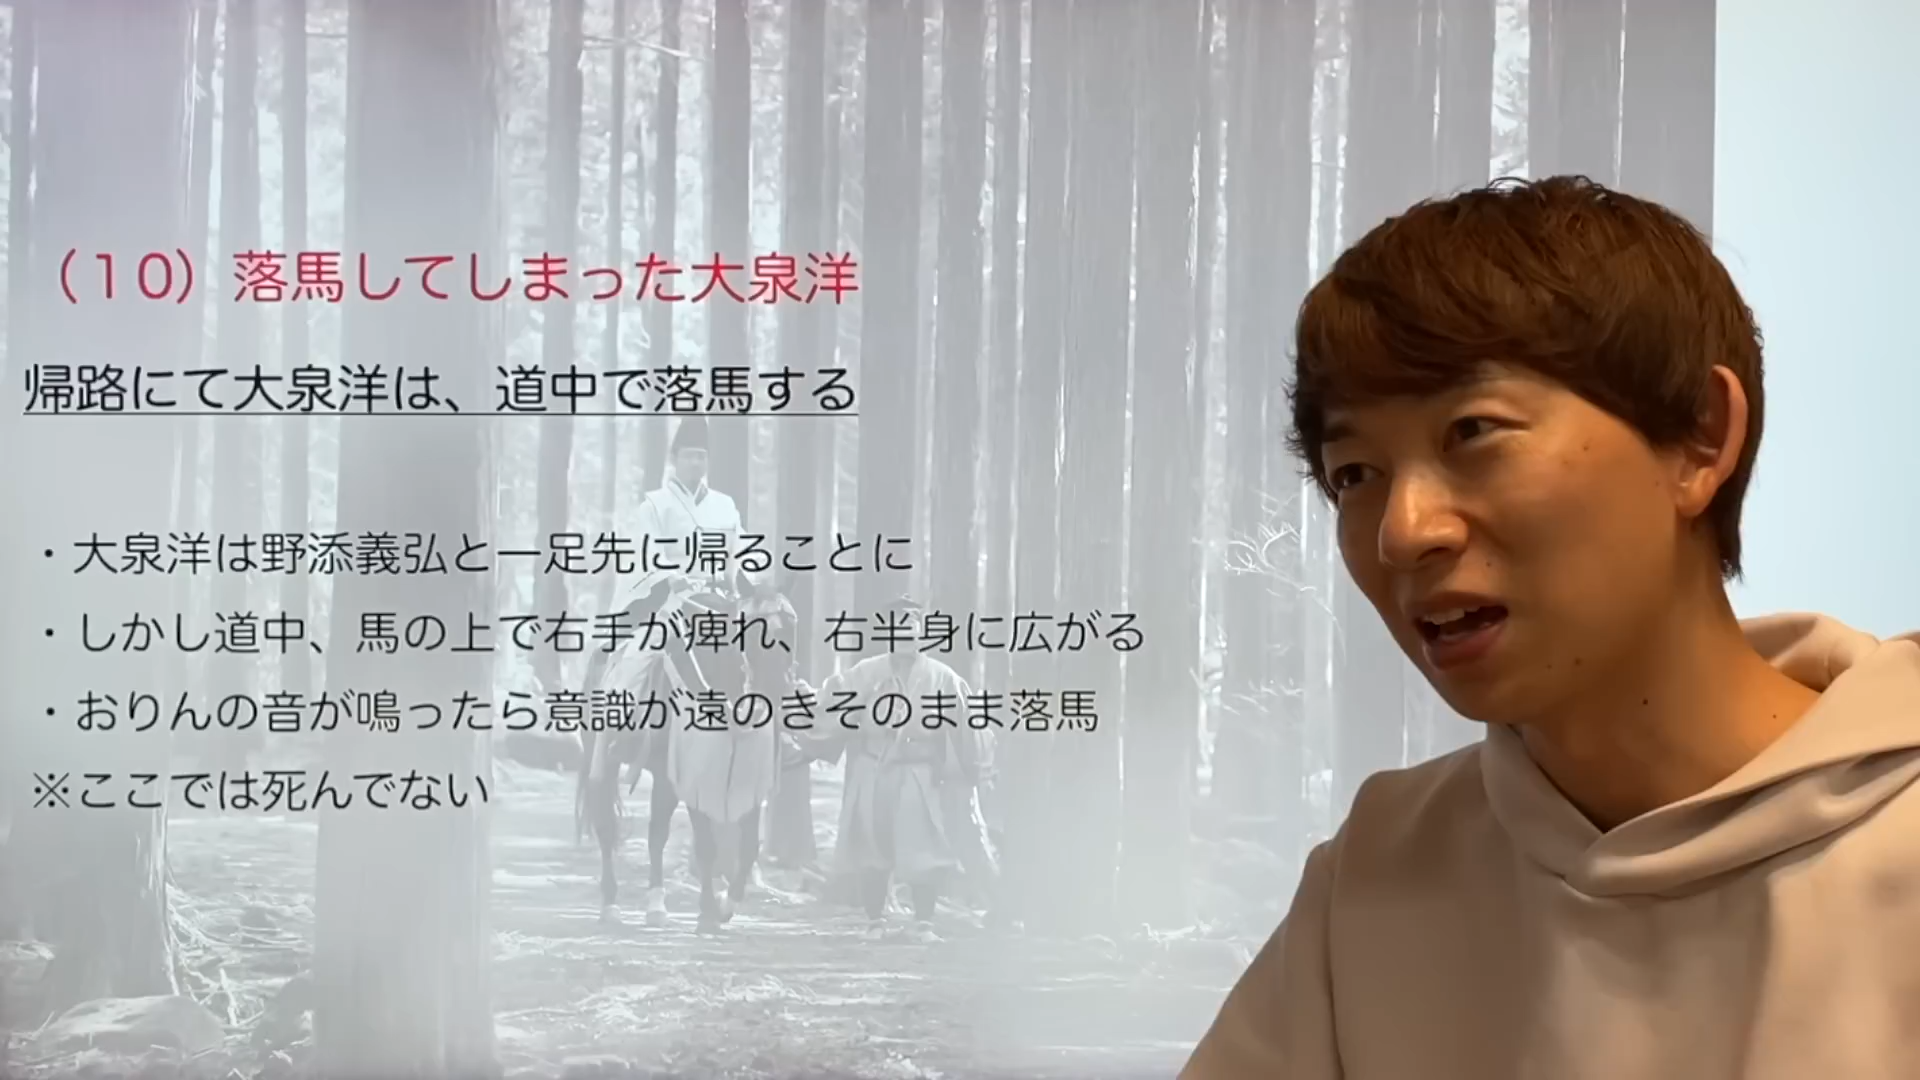 （１０）落馬してしまった大泉洋
帰路にて大泉洋は、道中で落馬する
・大泉洋は野添義弘と一足先に帰ることに
・しかし道中、馬の上で右手が痺れ、右半身に広がる
・おりんの音が鳴ったら意識が遠のきそのまま落馬
※ここでは死んでない